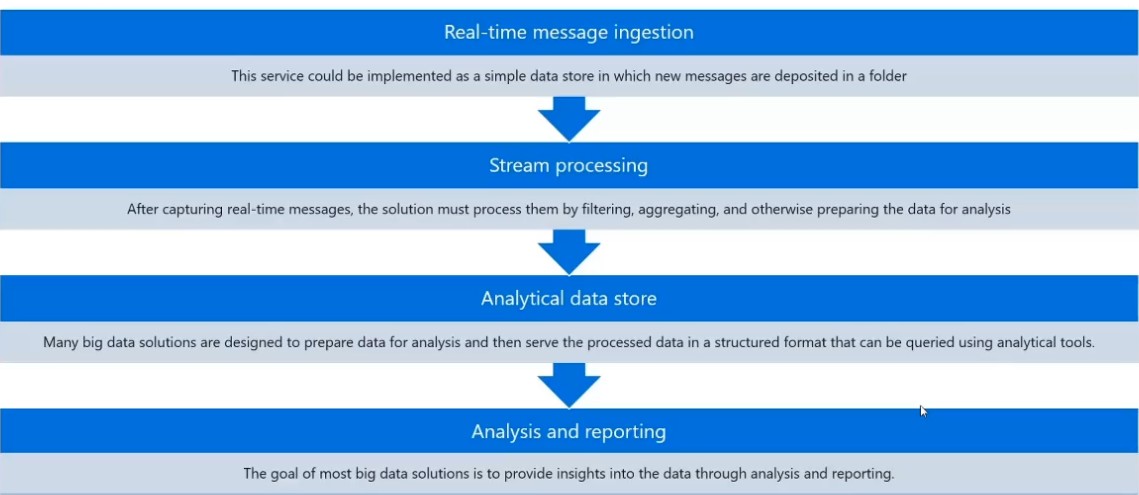 Real-time message ingestion
This service could be implemented as a simple data store in which new messages are deposited in a folder
Stream processing
After capturing real-time messages, the solution must process them by filtering, aggregating, and otherwise preparing the data for analysis
Analytical data store
Many big data solutions are designed to prepare data for analysis and then serve the processed data in a structured format that can be queried using analytical tools.
Analysis and reporting
The goal of most big data solutions is to provide insights into the data through analysis and reporting.